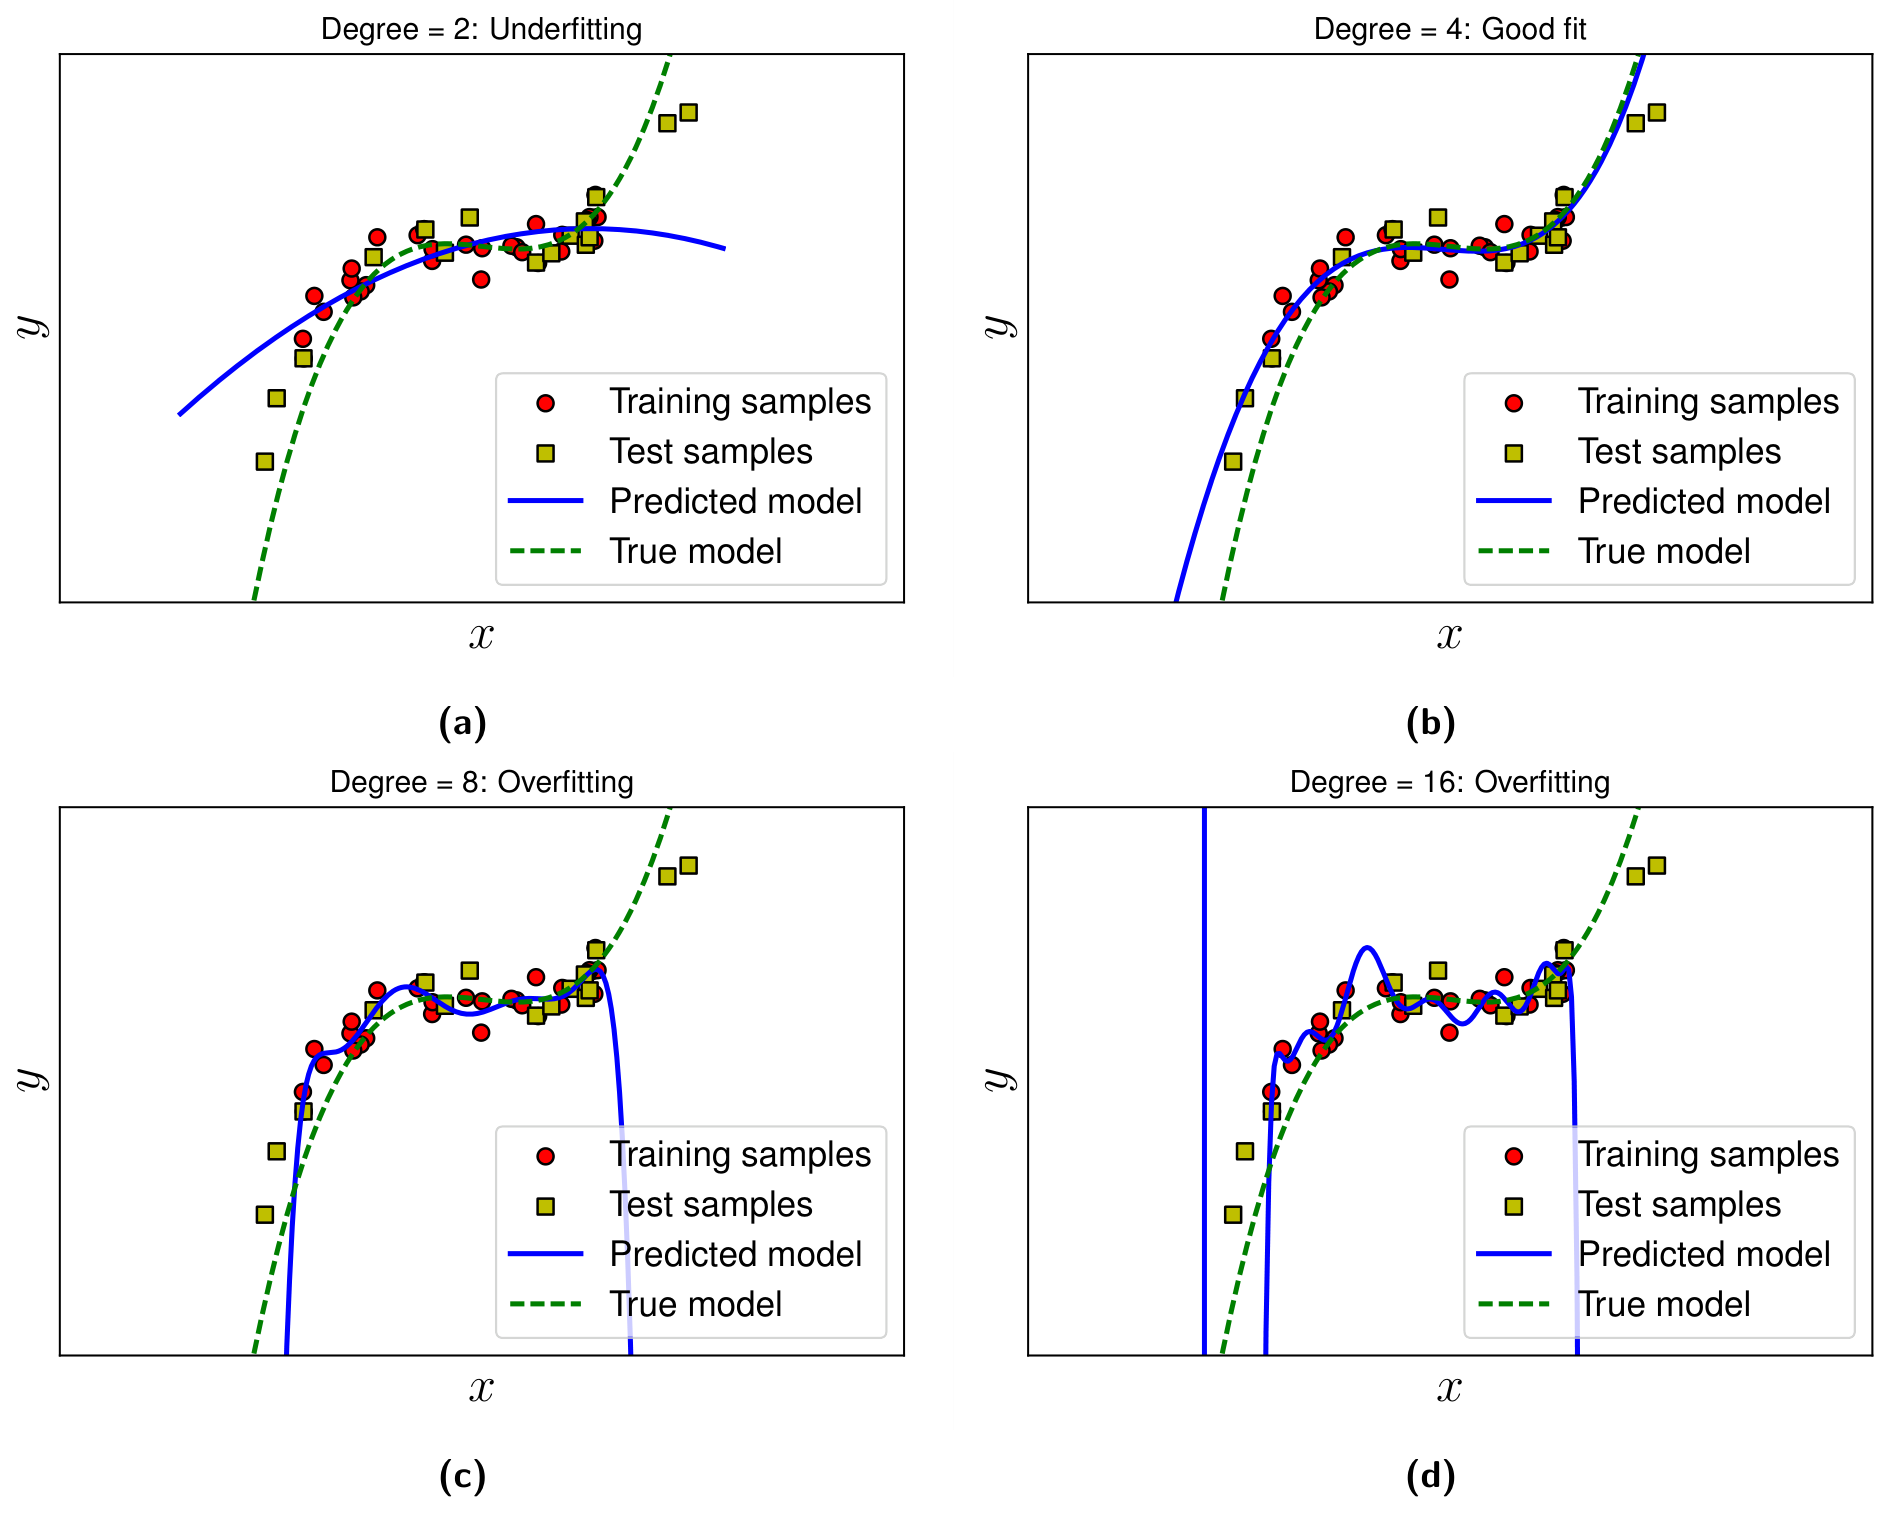 Degree = 2: Underfitting
y
Training samples
Test samples
Predicted model
True model
x
(a)
Degree = 4: Good fit
y
Training samples
Test samples
Predicted model
True model
x
(b)
Degree = 8: Overfitting
y
Training samples
Test samples
Predicted model
True model
x
(c)
Degree = 16: Overfitting
y
Training samples
Test samples
Predicted model
True model
x
(d)